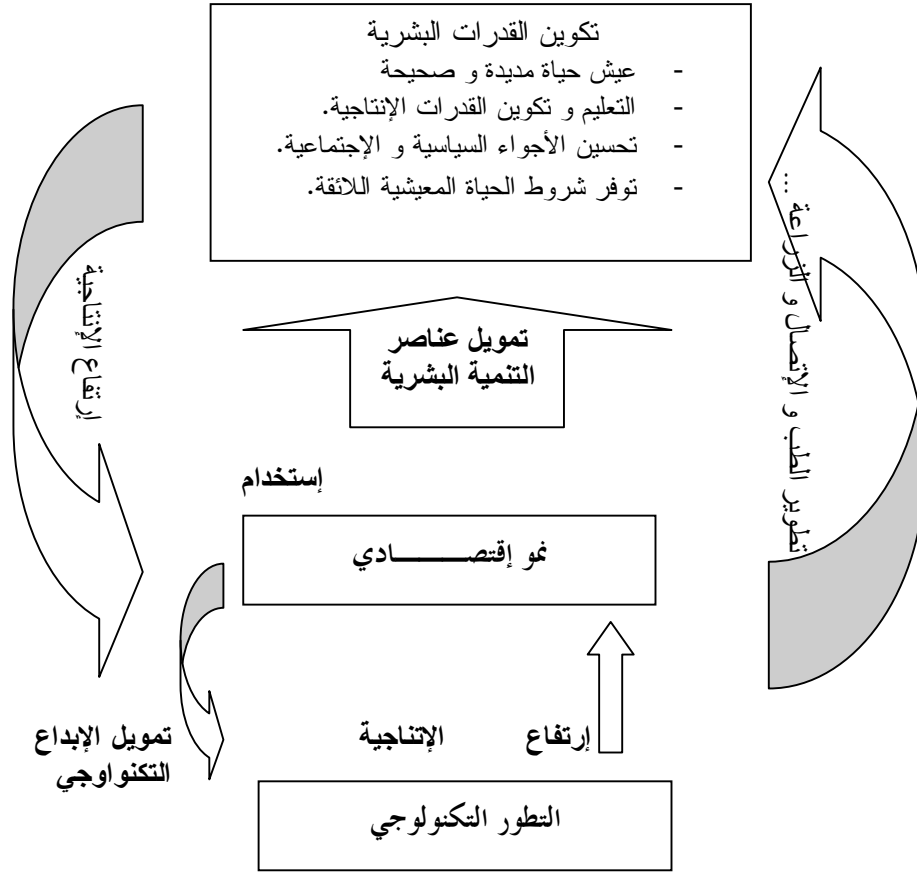 تكوين القدرات البشرية
- عيش حياة مديدة و صحيحة
- التعليم و تكوين القدرات الإنتاجية.
- تحسين الأجواء السياسية و الإجتماعية.
- توفر شروط الحياة المعيشية اللائقة.
تطوير الطب و الإتصال و الزراعة ...
إرتفاع الإنتاجية
تمويل عناصر
التنمية البشرية
إستخدام
نمو إقتصـــــــــادي
إرتفاع الإتناجية
تمويل الإبداع
التكنواوجي
التطور التكنولوجي